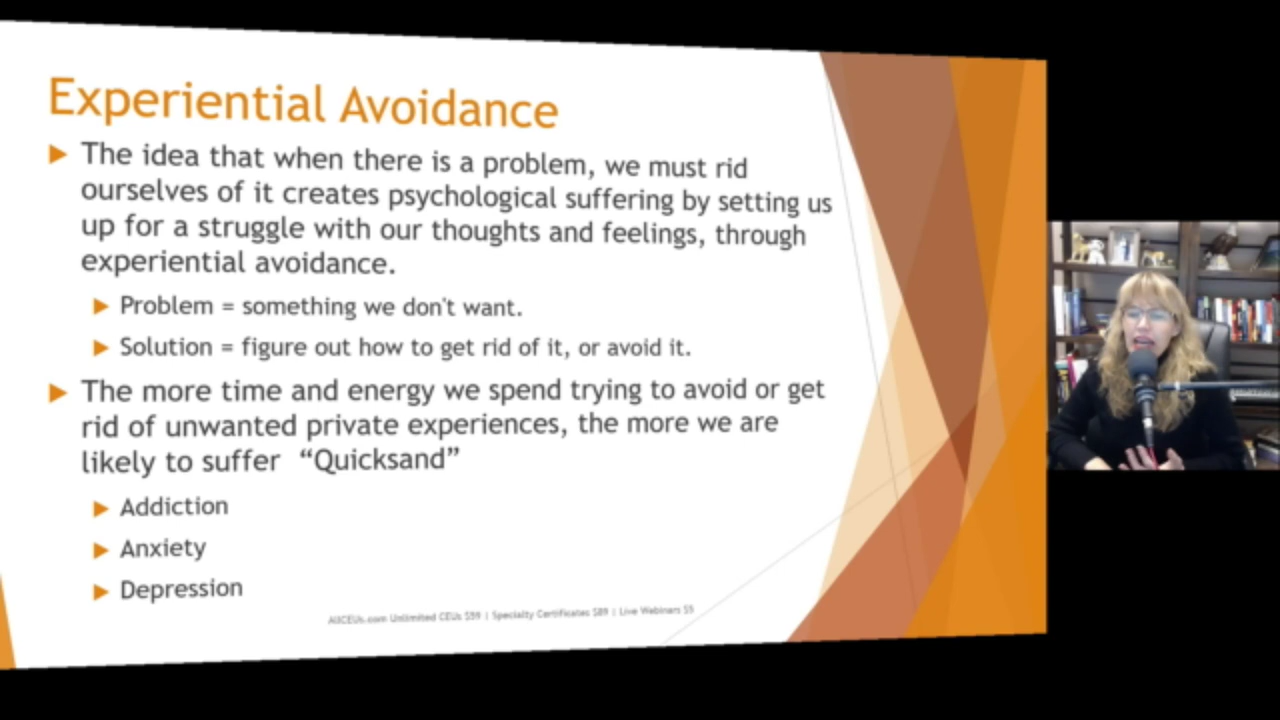 Experiential Avoidance
The idea that when there is a problem, we must rid
ourselves of it creates psychological suffering by setting us
up for a struggle with our thoughts and feelings, through
experiential avoidance.
Problem = something we don't want.
Solution = figure out how to get rid of it, or avoid it.
The more time and energy we spend trying to avoid or get
rid of unwanted private experiences, the more we are
likely to suffer “Quicksand”
Addiction
Anxiety
Depression
AllCEUs.com Unlimited CEUs $59 | Specialty Certificates $89 | Live Webinars $5